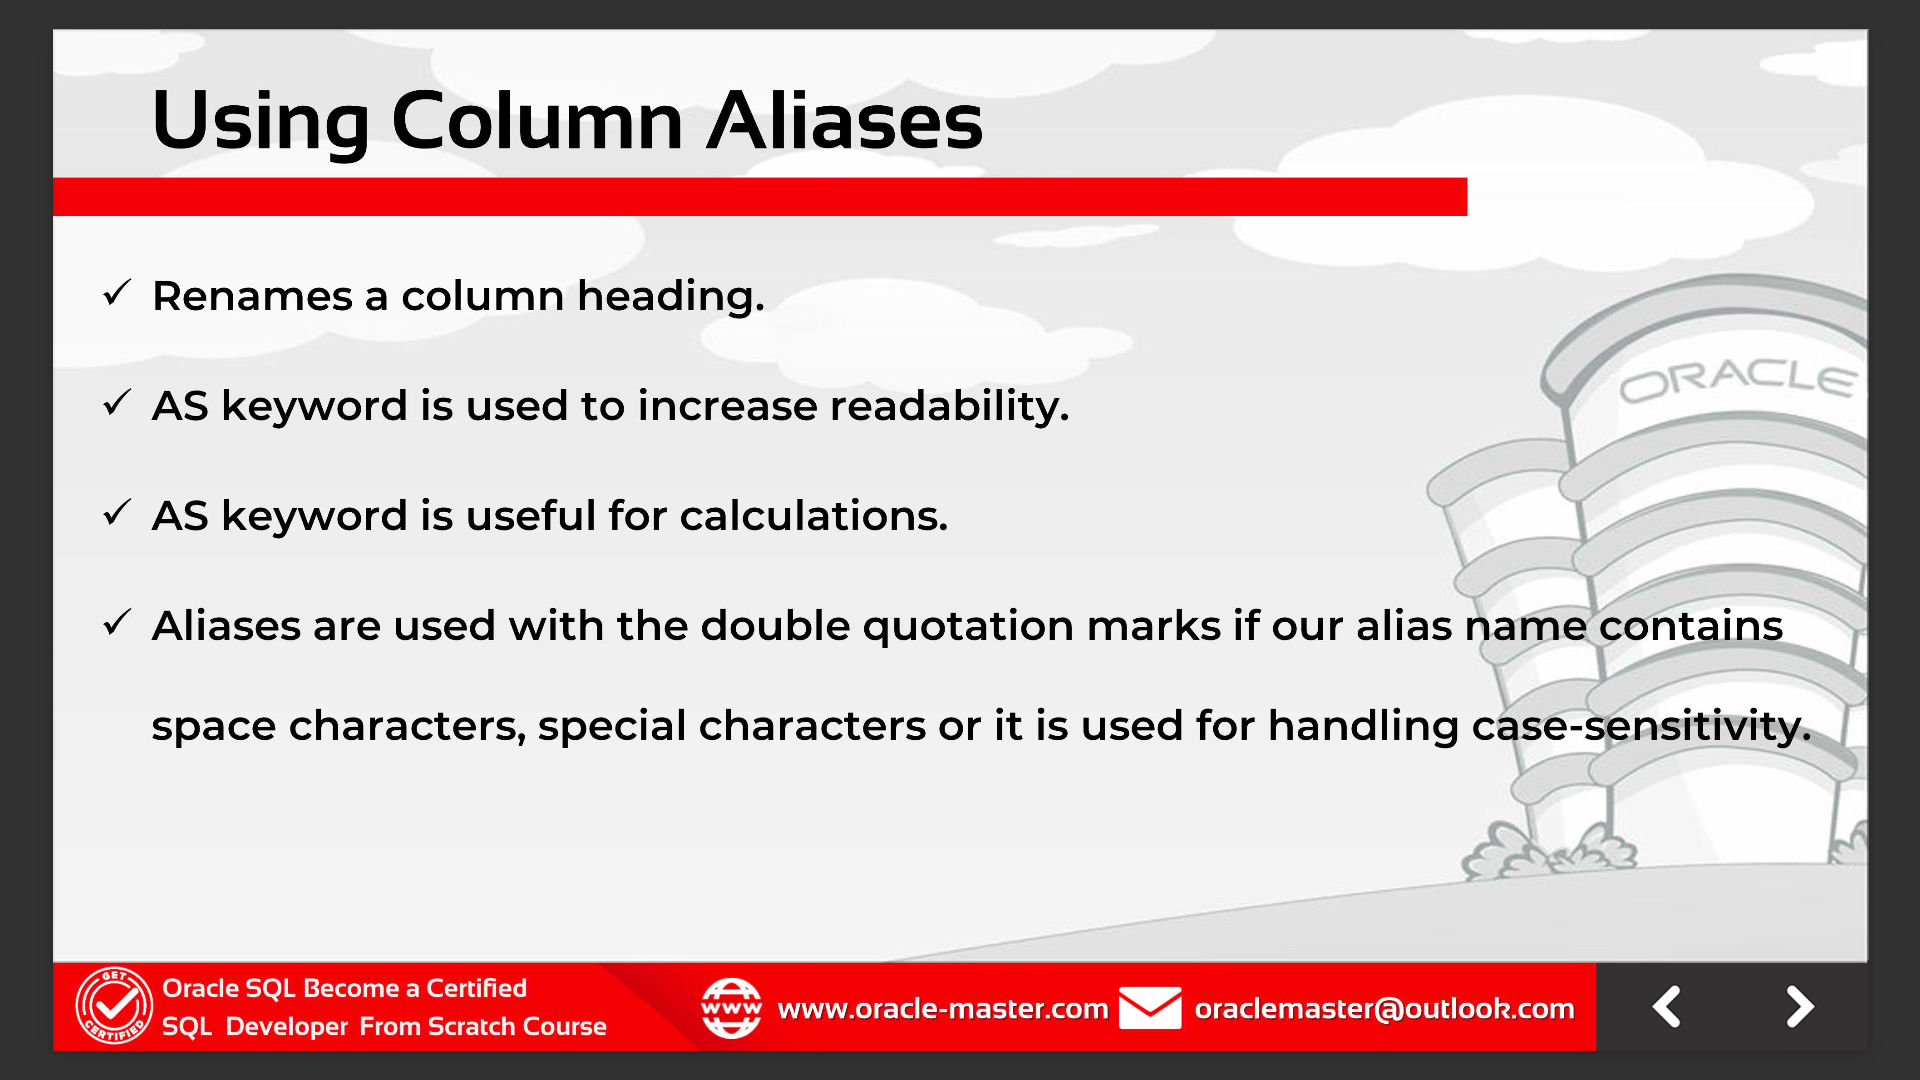 Using Column Aliases
✓ Renames a column heading.
✓ AS keyword is used to increase readability.
✓ AS keyword is useful for calculations.
✓ Aliases are used with the double quotation marks if our alias name contains
space characters, special characters or it is used for handling case-sensitivity.
ORACLE
GET
CERTIFIED
Oracle SQL Become a Certified
SQL Developer From Scratch Course
www
www.oracle-master.com
oraclemaster@outlook.com